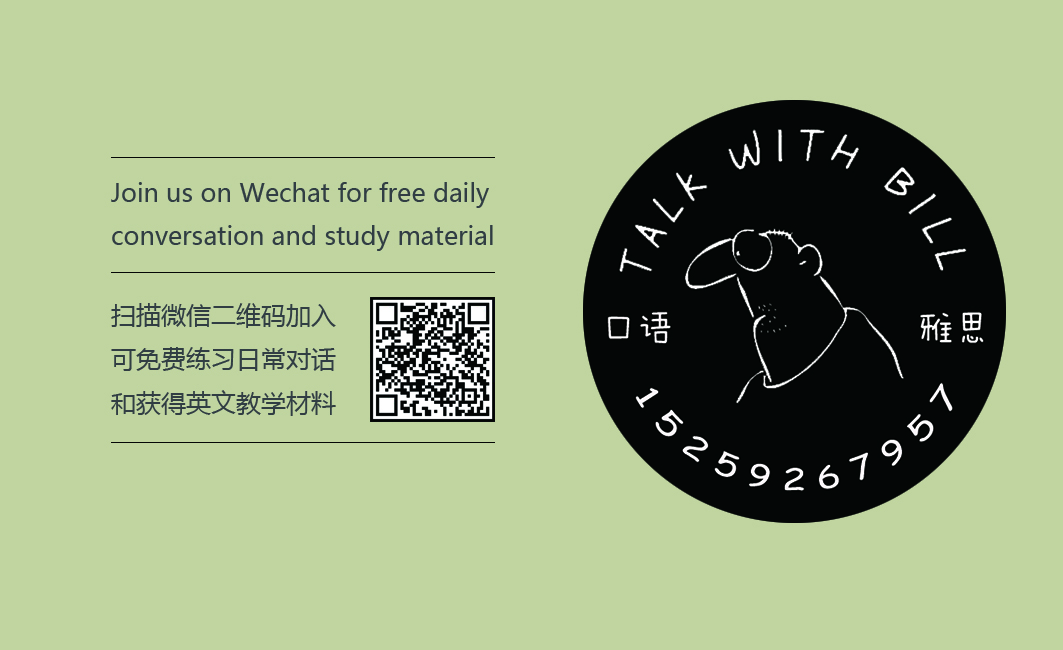 Join us on Wechat for free daily
conversation and study material
扫描微信二维码加入
可免费练习日常对话
和获得英文教学材料
TALK WITH BILL
口语
雅思
15259267957